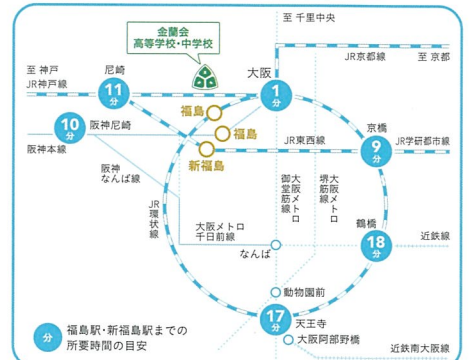 金蘭会
高等学校・中学校
至 千里中央
至 神戸
JR神戸線
尼崎
11
分
大阪
1
分
JR京都線
至 京都
福島
10
分
阪神尼崎
福島
京橋
9
分
阪神本線
新福島
JR東西線
JR学研都市線
阪神
なんば線
JR環状線
大阪メトロ
御堂筋線
大阪メトロ
堺筋線
大阪メトロ
千日前線
鶴橋
18
分
近鉄線
なんば
動物園前
17
分
天王寺
大阪阿部野橋
近鉄南大阪線
分
福島駅・新福島駅までの
所要時間の目安